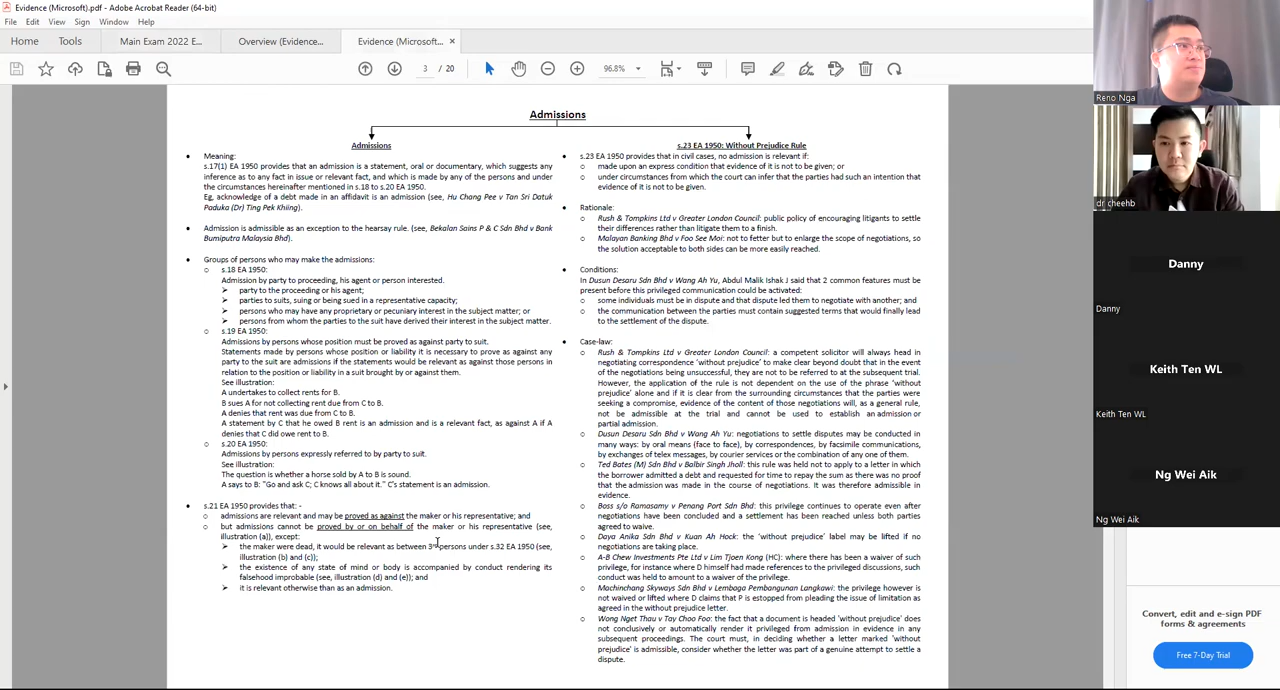 Evidence (Microsoft).pdf - Adobe Acrobat Reader (64-bit)
File Edit View Sign Window Help
Home Tools Main Exam 2022 E... Overview (Evidence... Evidence (Microsoft... ×
3 / 20 96.8%
Admissions
Admissions
• Meaning:
s.17(1) EA 1950 provides that an admission is a statement, oral or documentary, which suggests any
inference as to any fact in issue or relevant fact, and which is made by any of the persons and under
the circumstances hereinafter mentioned in s.18 to s.20 EA 1950.
Eg, acknowledge of a debt made in an affidavit is an admission (see, Hu Chang Pee v Tan Sri Datuk
Paduka (Dr) Ting Pek Khiing).
• Admission is admissible as an exception to the hearsay rule. (see, Bekalan Sains P & C Sdn Bhd v Bank
Bumiputra Malaysia Bhd).
• Groups of persons who may make the admissions:
o s.18 EA 1950:
Admission by party to proceeding, his agent or person interested.
➢ party to the proceeding or his agent;
➢ parties to suits, suing or being sued in a representative capacity;
➢ persons who may have any proprietary or pecuniary interest in the subject matter; or
➢ persons from whom the parties to the suit have derived their interest in the subject matter.
o s.19 EA 1950:
Admissions by persons whose position must be proved as against party to suit.
Statements made by persons whose position or liability it is necessary to prove as against any
party to the suit are admissions if the statements would be relevant as against those persons in
relation to the position or liability in a suit brought by or against them.
See illustration:
A undertakes to collect rents for B.
B sues A for not collecting rent due from C to B.
A denies that rent was due from C to B.
A statement by C that he owed B rent is an admission and is a relevant fact, as against A if A
denies that C did owe rent to B.
o s.20 EA 1950:
Admissions by persons expressly referred to by party to suit.
See illustration:
The question is whether a horse sold by A to B is sound.
A says to B: "Go and ask C; C knows all about it." C's statement is an admission.
• s.21 EA 1950 provides that: -
o admissions are relevant and may be proved as against the maker or his representative; and
o but admissions cannot be proved by or on behalf of the maker or his representative (see,
illustration (a)), except:
➢ the maker were dead, it would be relevant as between 3rd persons under s.32 EA 1950 (see,
illustration (b) and (c));
➢ the existence of any state of mind or body is accompanied by conduct rendering its
falsehood improbable (see, illustration (d) and (e)); and
➢ it is relevant otherwise than as an admission.
s.23 EA 1950: Without Prejudice Rule
• s.23 EA 1950 provides that in civil cases, no admission is relevant if:
o made upon an express condition that evidence of it is not to be given; or
o under circumstances from which the court can infer that the parties had such an intention that
evidence of it is not to be given.
• Rationale:
o Rush & Tompkins Ltd v Greater London Council: public policy of encouraging litigants to settle
their differences rather than litigate them to a finish.
o Malayan Banking Bhd v Foo See Moi: not to fetter but to enlarge the scope of negotiations, so
the solution acceptable to both sides can be more easily reached.
• Conditions:
In Dusun Desaru Sdn Bhd v Wang Ah Yu, Abdul Malik Ishak J said that 2 common features must be
present before this privileged communication could be activated:
o some individuals must be in dispute and that dispute led them to negotiate with another; and
o the communication between the parties must contain suggested terms that would finally lead
to the settlement of the dispute.
• Case-law:
o Rush & Tompkins Ltd v Greater London Council: a competent solicitor will always head in
negotiating correspondence 'without prejudice' to make clear beyond doubt that in the event
of the negotiations being unsuccessful, they are not to be referred to at the subsequent trial.
However, the application of the rule is not dependent on the use of the phrase 'without
prejudice' alone and if it is clear from the surrounding circumstances that the parties were
seeking a compromise, evidence of the content of those negotiations will, as a general rule,
not be admissible at the trial and cannot be used to establish an admission or
partial admission.
o Dusun Desaru Sdn Bhd v Wang Ah Yu: negotiations to settle disputes may be conducted in
many ways: by oral means (face to face), by correspondences, by facsimile communications,
by exchanges of telex messages, by courier services or the combination of any one of them.
o Ted Bates (M) Sdn Bhd v Balbir Singh Jholl: this rule was held not to apply to a letter in which
the borrower admitted a debt and requested for time to repay the sum as there was no proof
that the admission was made in the course of negotiations. It was therefore admissible in
evidence.
o Boss s/o Ramasamy v Penang Port Sdn Bhd: this privilege continues to operate even after
negotiations have been concluded and a settlement has been reached unless both parties
agreed to waive.
o Daya Anika Sdn Bhd v Kuan Ah Hock: the 'without prejudice' label may be lifted if no
negotiations are taking place.
o A-B Chew Investments Pte Ltd v Lim Tjoen Kong (HC): where there has been a waiver of such
privilege, for instance where D himself had made references to the privileged discussions, such
conduct was held to amount to a waiver of the privilege.
o Machinchang Skyways Sdn Bhd v Lembaga Pembangunan Langkawi: the privilege however is
not waived or lifted where D claims that P is estopped from pleading the issue of limitation as
agreed in the without prejudice letter.
o Wong Nget Thau v Tay Choo Foo: the fact that a document is headed 'without prejudice' does
not conclusively or automatically render it privileged from admission in evidence in any
subsequent proceedings. The court must, in deciding whether a letter marked 'without
prejudice' is admissible, consider whether the letter was part of a genuine attempt to settle a
dispute.
Reno Nga
dr cheehb
Danny
Danny
Keith Ten WL
Keith Ten WL
Ng Wei Aik
Ng Wei Aik
Convert, edit and e-sign PDF
forms & agreements
Free 7-Day Trial